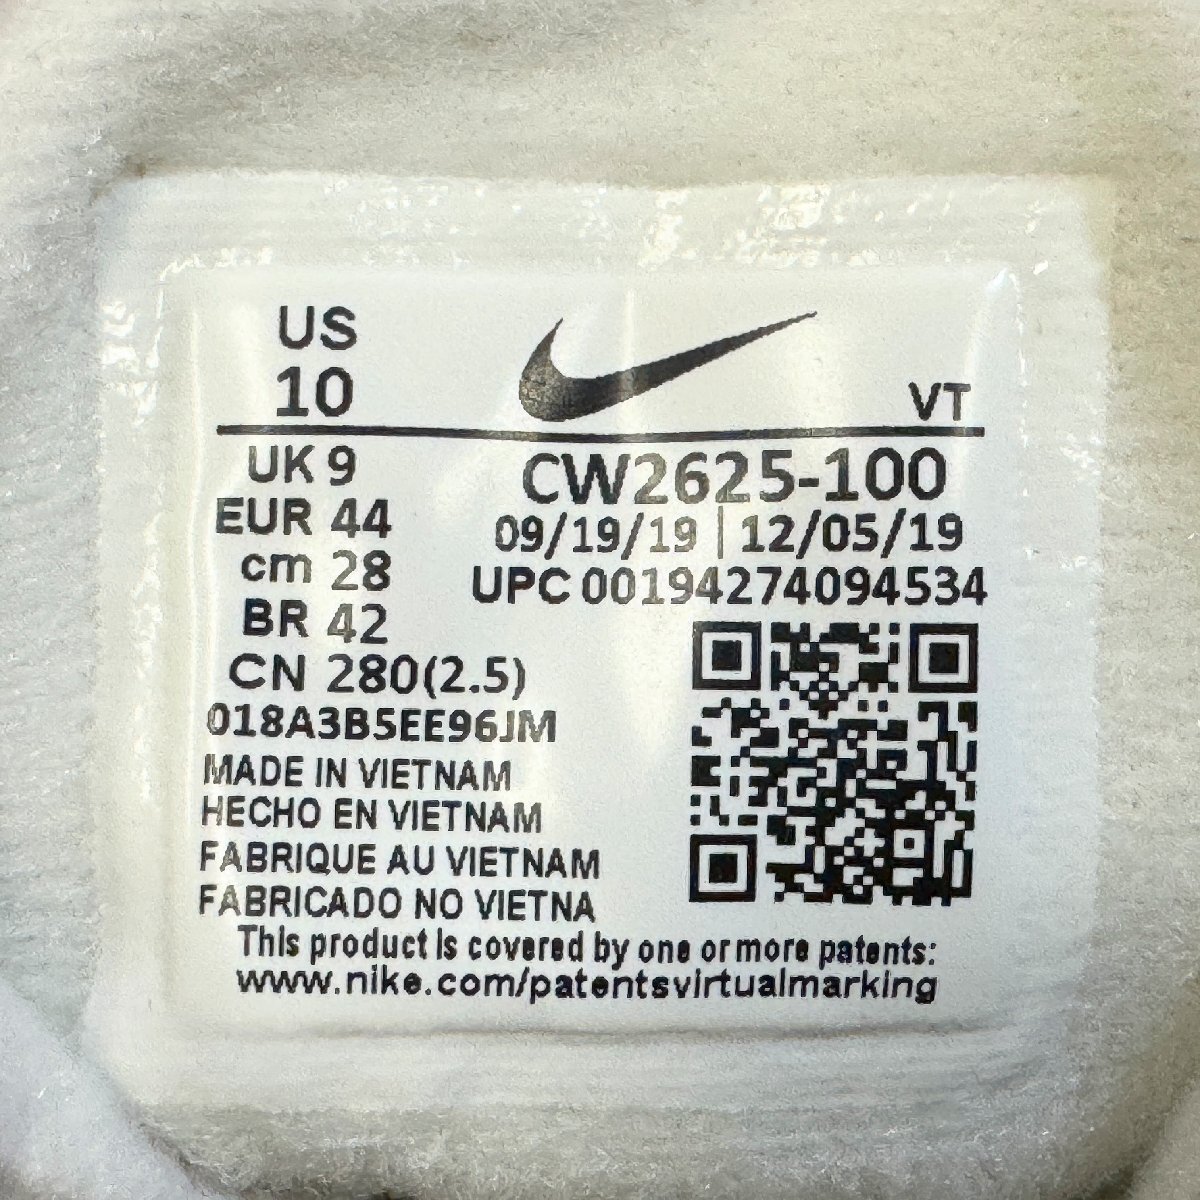 US
10
VT
UK 9
EUR 44
cm 28
BR 42
CN 280(2.5)
CW2625-100
09/19/19 | 12/05/19
UPC 00194274094534
018A3B5EE96JM
MADE IN VIETNAM
HECHO EN VIETNAM
FABRIQUE AU VIETNAM
FABRICADO NO VIETNA
This product is covered by one or more patents:
www.nike.com/patentsvirtualmarking